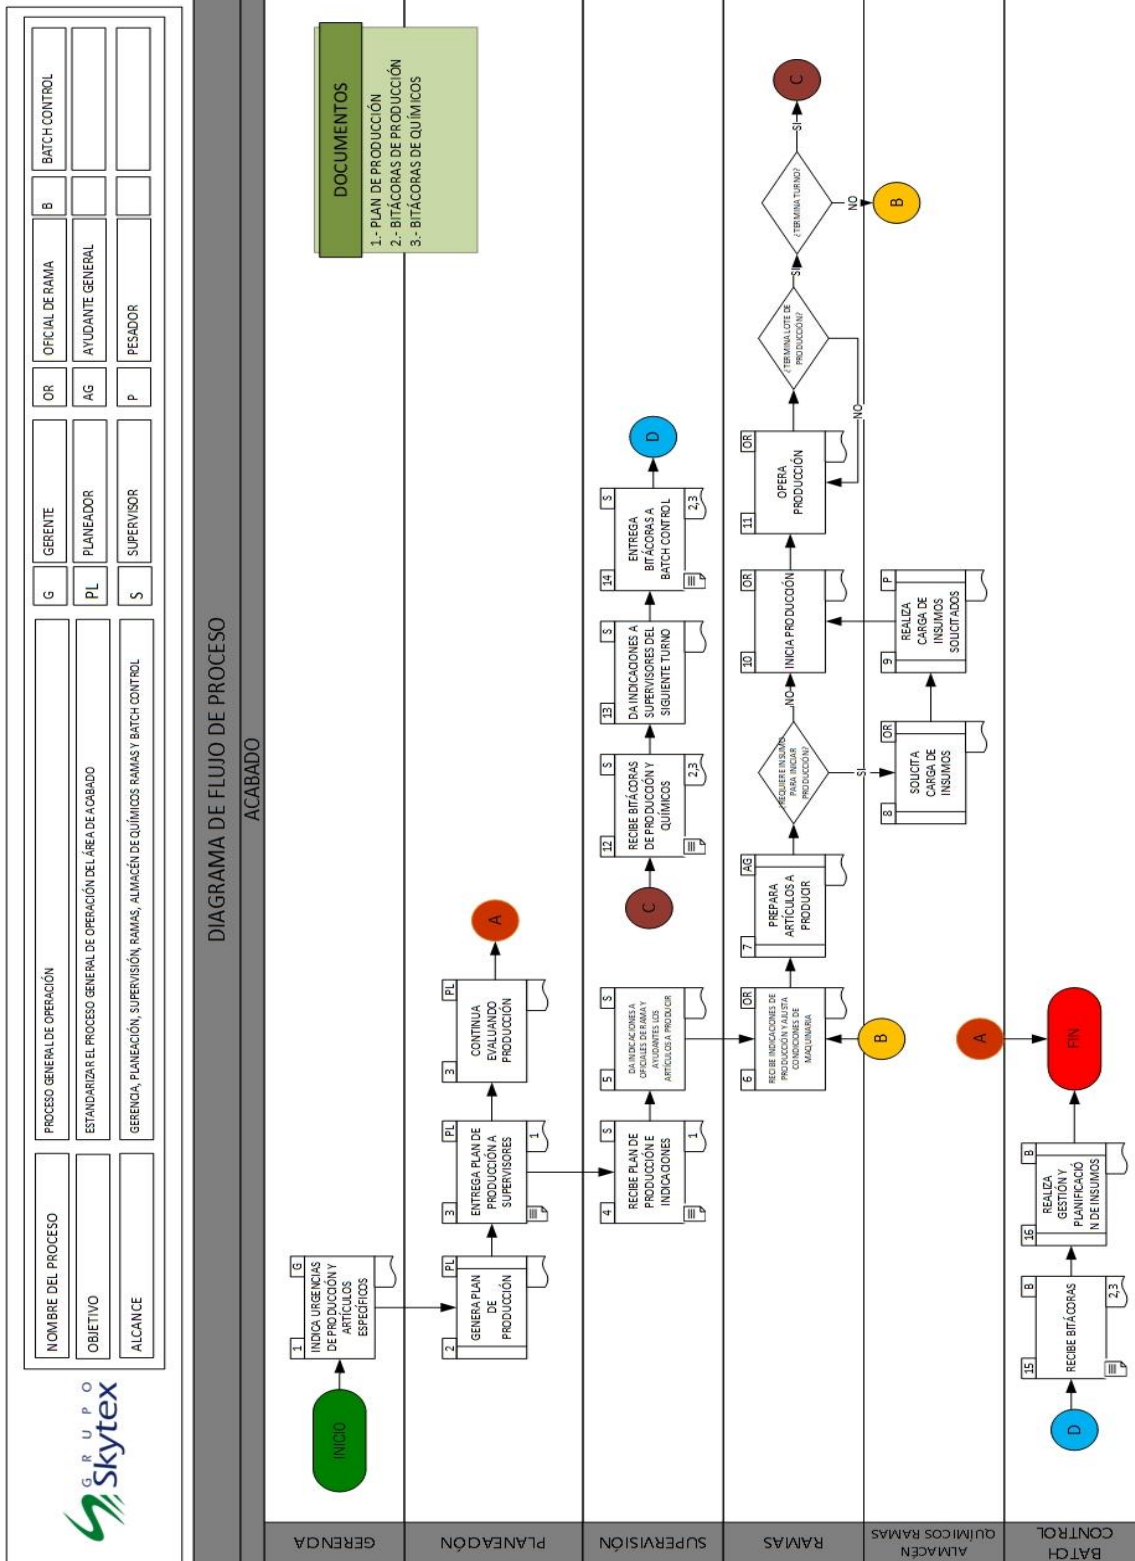 GRUPO
Skytex
NOMBRE DEL PROCESO
PROCESO GENERAL DE OPERACIÓN
G
GERENTE
OR
OFICIAL DE RAMA
B
BATCH CONTROL
OBJETIVO
ESTANDARIZAR EL PROCESO GENERAL DE OPERACIÓN DEL ÁREA DE ACABADO
PL
PLANEADOR
AG
AYUDANTE GENERAL
ALCANCE
GERENCIA, PLANEACIÓN, SUPERVISIÓN, RAMAS, ALMACÉN DE QUÍMICOS RAMAS Y BATCH CONTROL
S
SUPERVISOR
P
PESADOR
DIAGRAMA DE FLUJO DE PROCESO
ACABADO
GERENCIA
INICIO
1
G
INDICA URGENCIAS
DE PRODUCCIÓN Y
ARTÍCULOS
ESPECÍFICOS
DOCUMENTOS
1.- PLAN DE PRODUCCIÓN
2.- BITÁCORAS DE PRODUCCIÓN
3.- BITÁCORAS DE QUÍMICOS
PLANEACIÓN
2
PL
GENERA PLAN
DE
PRODUCCIÓN
3
PL
ENTREGA PLAN DE
PRODUCCIÓN A
SUPERVISORES
1
3
PL
CONTINUA
EVALUANDO
PRODUCCIÓN
A
SUPERVISIÓN
4
S
RECIBE PLAN DE
PRODUCCIÓN E
INDICACIONES
1
5
S
DA INDICACIONES A
OFICIALES DE RAMA Y
AYUDANTES LOS
ARTÍCULOS A PRODUCIR
C
12
S
RECIBE BITÁCORAS
DE PRODUCCIÓN Y
QUÍMICOS
2,3
13
S
DA INDICACIONES A
SUPERVISORES DEL
SIGUIENTE TURNO
14
S
ENTREGA
BITÁCORAS A
BATCH CONTROL
2,3
D
RAMAS
6
OR
RECIBE INDICACIONES DE
PRODUCCIÓN Y AJUSTA
CONDICIONES DE
MAQUINARIA
7
AG
PREPARA
ARTÍCULOS A
PRODUCIR
¿REQUIERE INSUMO
PARA INICIAR
PRODUCCIÓN?
NO
SI
10
OR
INICIA PRODUCCIÓN
11
OR
OPERA
PRODUCCIÓN
¿TERMINA LOTE DE
PRODUCCIÓN?
NO
SI
¿TERMINA TURNO?
SI
NO
C
ALMACÉN
QUÍMICOS RAMAS
B
8
OR
SOLICITA
CARGA DE
INSUMOS
9
P
REALIZA
CARGA DE
INSUMOS
SOLICITADOS
B
BATCH
CONTROL
D
15
B
RECIBE BITÁCORAS
2,3
16
B
REALIZA
GESTIÓN Y
PLANIFICACIÓ
N DE INSUMOS
A
FIN